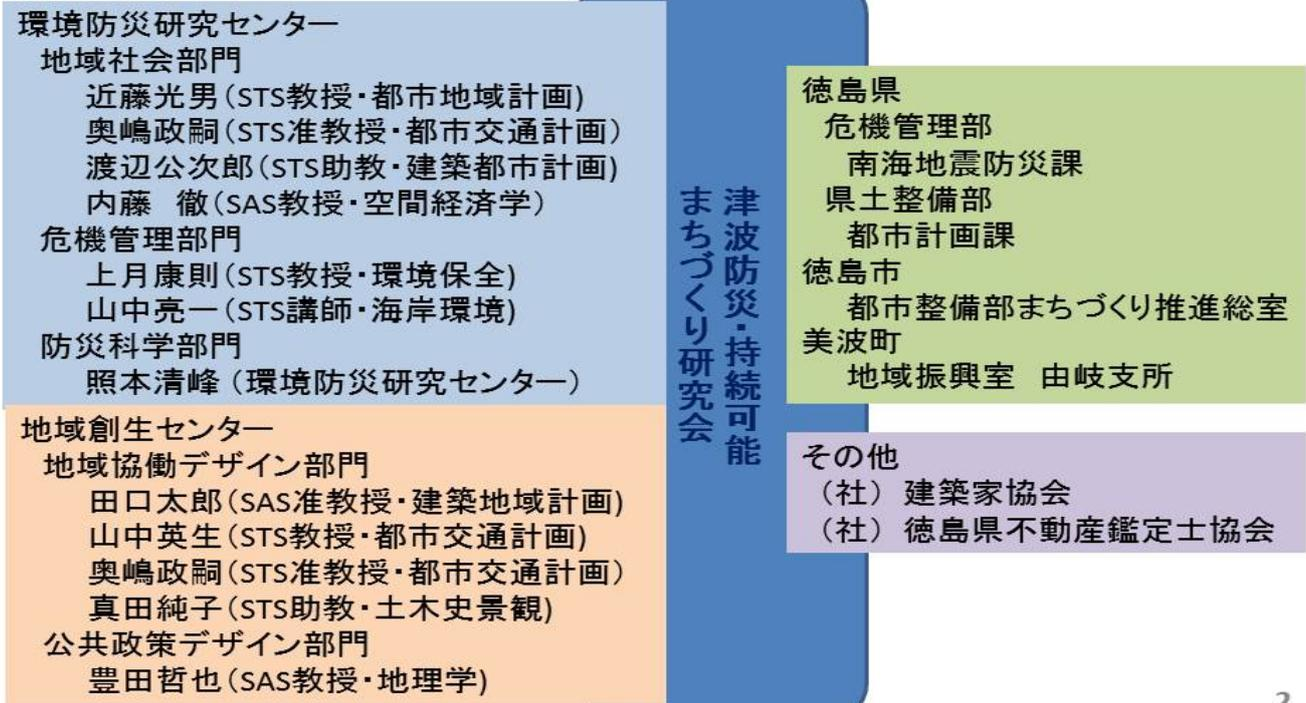 環境防災研究センター
地域社会部門
近藤光男(STS教授・都市地域計画)
奥嶋政嗣(STS准教授・都市交通計画)
渡辺公次郎(STS助教・建築都市計画)
内藤　徹(SAS教授・空間経済学)
危機管理部門
上月康則(STS教授・環境保全)
山中亮一(STS講師・海岸環境)
防災科学部門
照本清峰(環境防災研究センター)
地域創生センター
地域協働デザイン部門
田口太郎(SAS准教授・建築地域計画)
山中英生(STS教授・都市交通計画)
奥嶋政嗣(STS准教授・都市交通計画)
真田純子(STS助教・土木史景観)
公共政策デザイン部門
豊田哲也(SAS教授・地理学)
津波防災・持続可能
まちづくり研究会
徳島県
危機管理部
南海地震防災課
県土整備部
都市計画課
徳島市
都市整備部まちづくり推進総室
美波町
地域振興室　由岐支所
その他
(社) 建築家協会
(社) 徳島県不動産鑑定士協会